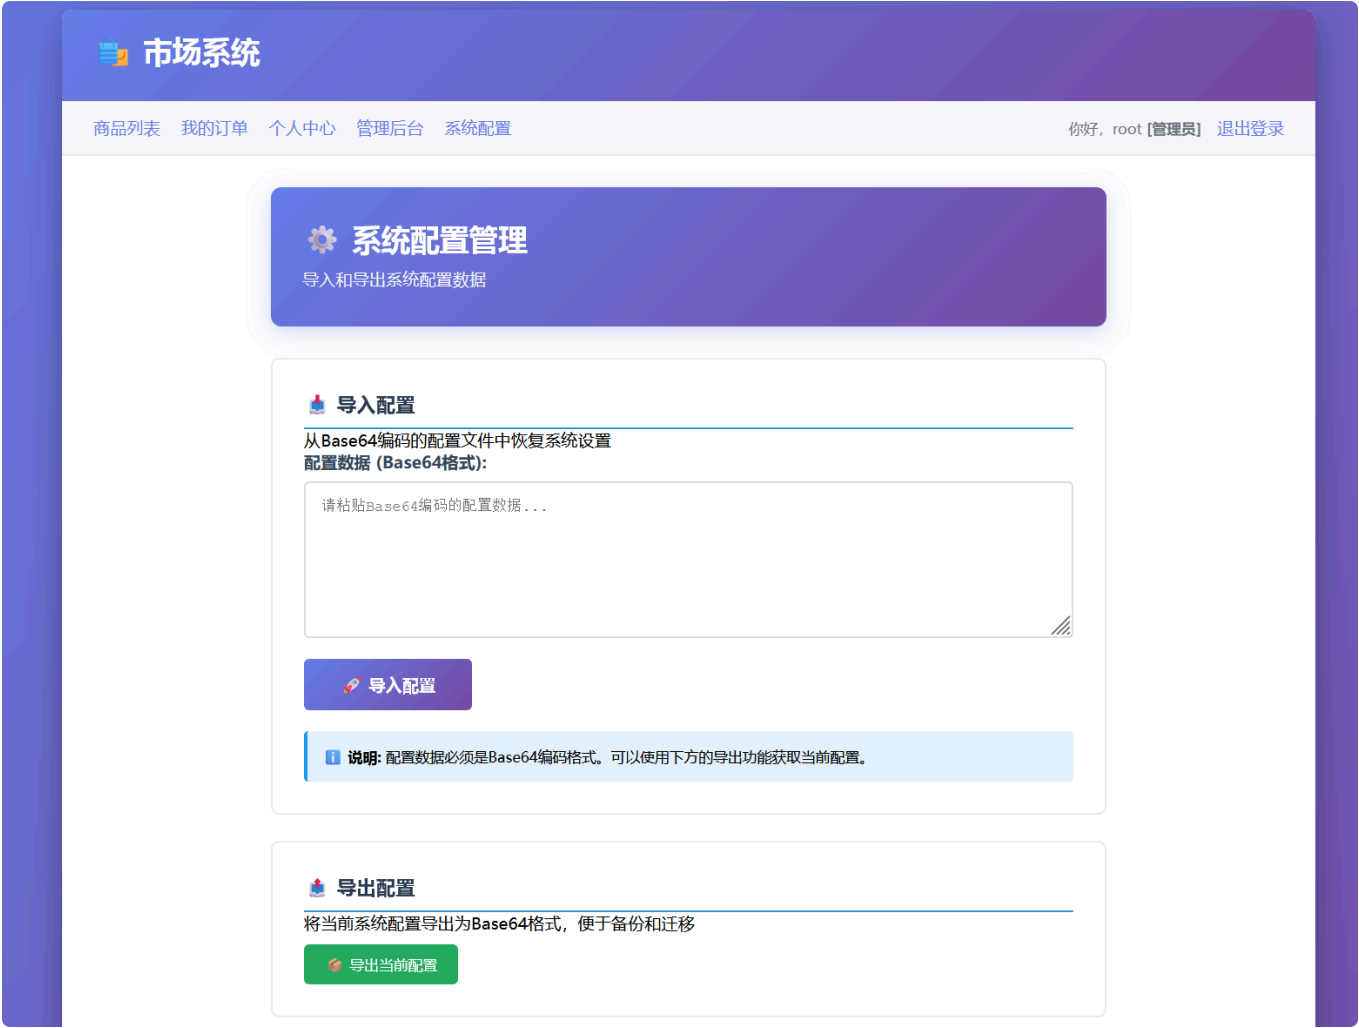 市场系统
商品列表 我的订单 个人中心 管理后台 系统配置 你好，root [管理员] 退出登录
系统配置管理
导入和导出系统配置数据
导入配置
从Base64编码的配置文件中恢复系统设置
配置数据 (Base64格式):
请粘贴Base64编码的配置数据...
导入配置
说明: 配置数据必须是Base64编码格式。可以使用下方的导出功能获取当前配置。
导出配置
将当前系统配置导出为Base64格式，便于备份和迁移
导出当前配置